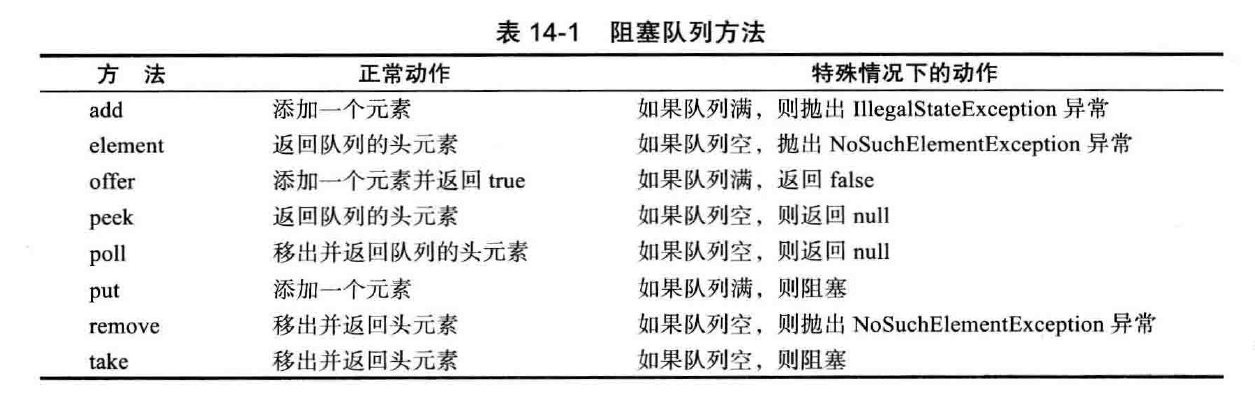 表 14-1 阻塞队列方法
方 法 正常动作 特殊情况下的动作
add 添加一个元素 如果队列满，则抛出 IllegalStateException 异常
element 返回队列的头元素 如果队列空，抛出 NoSuchElementException 异常
offer 添加一个元素并返回 true 如果队列满，返回 false
peek 返回队列的头元素 如果队列空，则返回 null
poll 移出并返回队列的头元素 如果队列空，则返回 null
put 添加一个元素 如果队列满，则阻塞
remove 移出并返回头元素 如果队列空，则抛出 NoSuchElementException 异常
take 移出并返回头元素 如果队列空，则阻塞